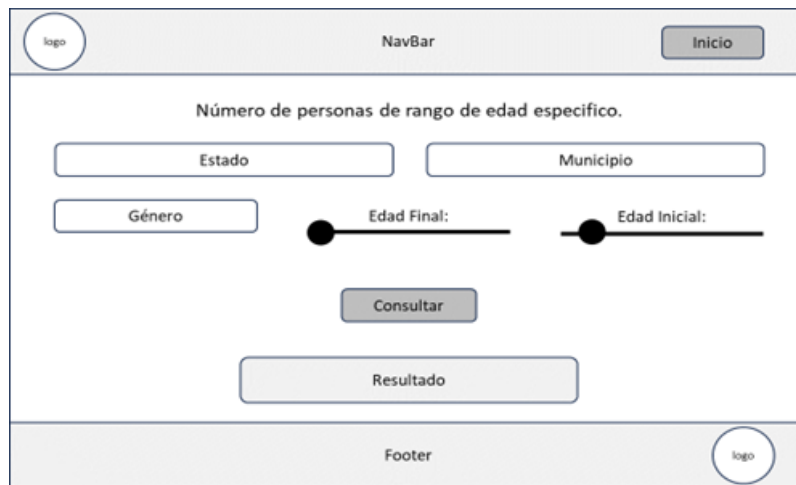 logo
NavBar
Inicio
Número de personas de rango de edad especifico.
Estado
Municipio
Género
Edad Final:
Edad Inicial:
Consultar
Resultado
Footer
logo